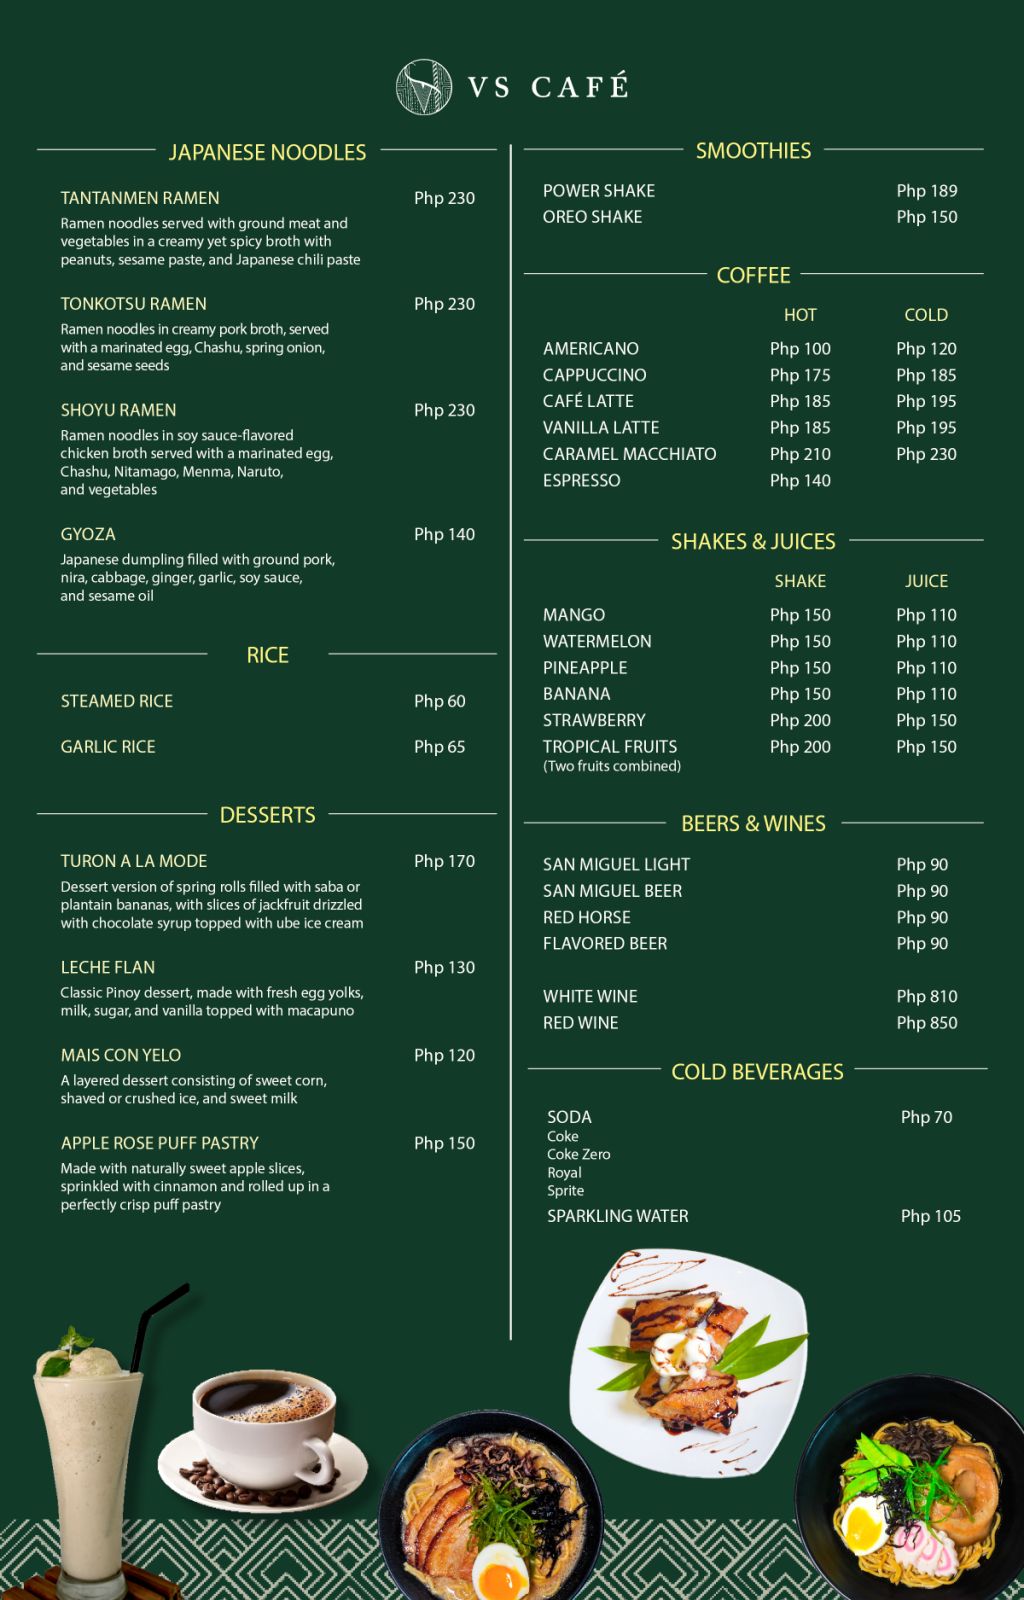 VS CAFÉ
JAPANESE NOODLES
TANTANMEN RAMEN Php 230
Ramen noodles served with ground meat and
vegetables in a creamy yet spicy broth with
peanuts, sesame paste, and Japanese chili paste
TONKOTSU RAMEN Php 230
Ramen noodles in creamy pork broth, served
with a marinated egg, Chashu, spring onion,
and sesame seeds
SHOYU RAMEN Php 230
Ramen noodles in soy sauce-flavored
chicken broth served with a marinated egg,
Chashu, Nitamago, Menma, Naruto,
and vegetables
GYOZA Php 140
Japanese dumpling filled with ground pork,
nira, cabbage, ginger, garlic, soy sauce,
and sesame oil
RICE
STEAMED RICE Php 60
GARLIC RICE Php 65
DESSERTS
TURON A LA MODE Php 170
Dessert version of spring rolls filled with saba or
plantain bananas, with slices of jackfruit drizzled
with chocolate syrup topped with ube ice cream
LECHE FLAN Php 130
Classic Pinoy dessert, made with fresh egg yolks,
milk, sugar, and vanilla topped with macapuno
MAIS CON YELO Php 120
A layered dessert consisting of sweet corn,
shaved or crushed ice, and sweet milk
APPLE ROSE PUFF PASTRY Php 150
Made with naturally sweet apple slices,
sprinkled with cinnamon and rolled up in a
perfectly crisp puff pastry
SMOOTHIES
POWER SHAKE Php 189
OREO SHAKE Php 150
COFFEE
HOT COLD
AMERICANO Php 100 Php 120
CAPPUCCINO Php 175 Php 185
CAFÉ LATTE Php 185 Php 195
VANILLA LATTE Php 185 Php 195
CARAMEL MACCHIATO Php 210 Php 230
ESPRESSO Php 140
SHAKES & JUICES
SHAKE JUICE
MANGO Php 150 Php 110
WATERMELON Php 150 Php 110
PINEAPPLE Php 150 Php 110
BANANA Php 150 Php 110
STRAWBERRY Php 200 Php 150
TROPICAL FRUITS Php 200 Php 150
(Two fruits combined)
BEERS & WINES
SAN MIGUEL LIGHT Php 90
SAN MIGUEL BEER Php 90
RED HORSE Php 90
FLAVORED BEER Php 90
WHITE WINE Php 810
RED WINE Php 850
COLD BEVERAGES
SODA Php 70
Coke
Coke Zero
Royal
Sprite
SPARKLING WATER Php 105